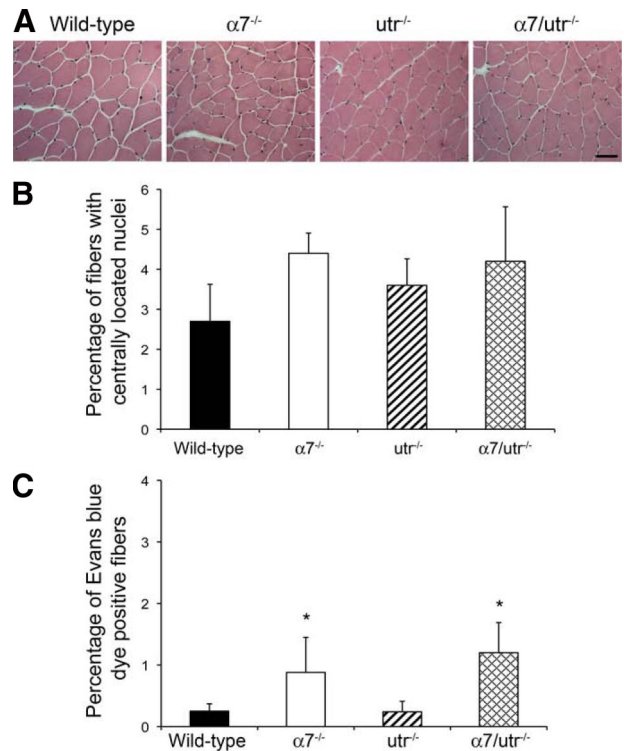 A
Wild-type α7⁻/⁻ utr⁻/⁻ α7/utr⁻/⁻
B
Percentage of fibers with
centrally located nuclei
6
5
4
3
2
1
0
Wild-type α7⁻/⁻ utr⁻/⁻ α7/utr⁻/⁻
C
Percentage of Evans blue
dye positive fibers
4
3
2
1
0
* *
Wild-type α7⁻/⁻ utr⁻/⁻ α7/utr⁻/⁻